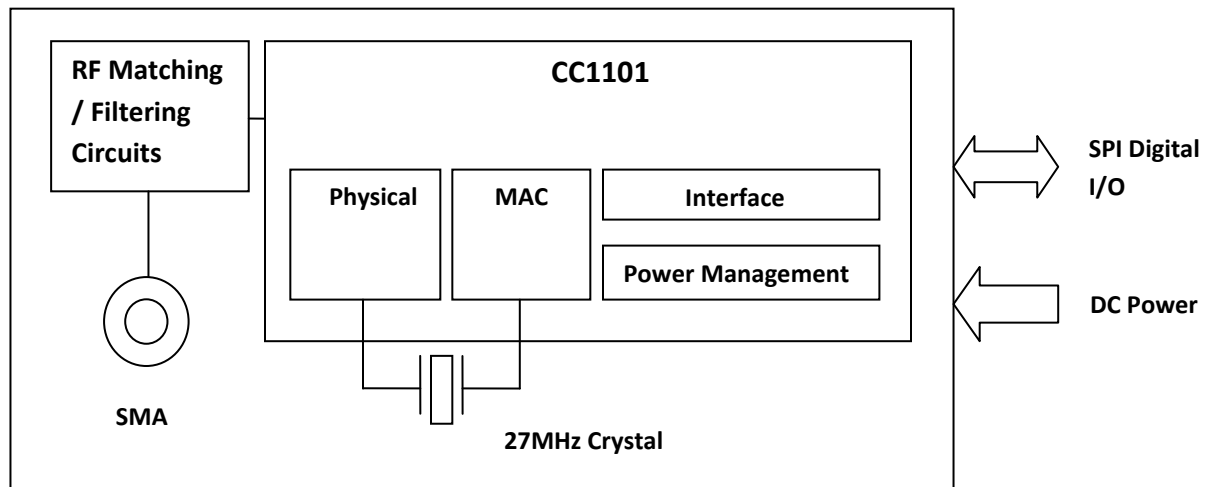 RF Matching
/ Filtering
Circuits
CC1101
Physical
MAC
Interface
Power Management
SPI Digital
I/O
DC Power
SMA
27MHz Crystal